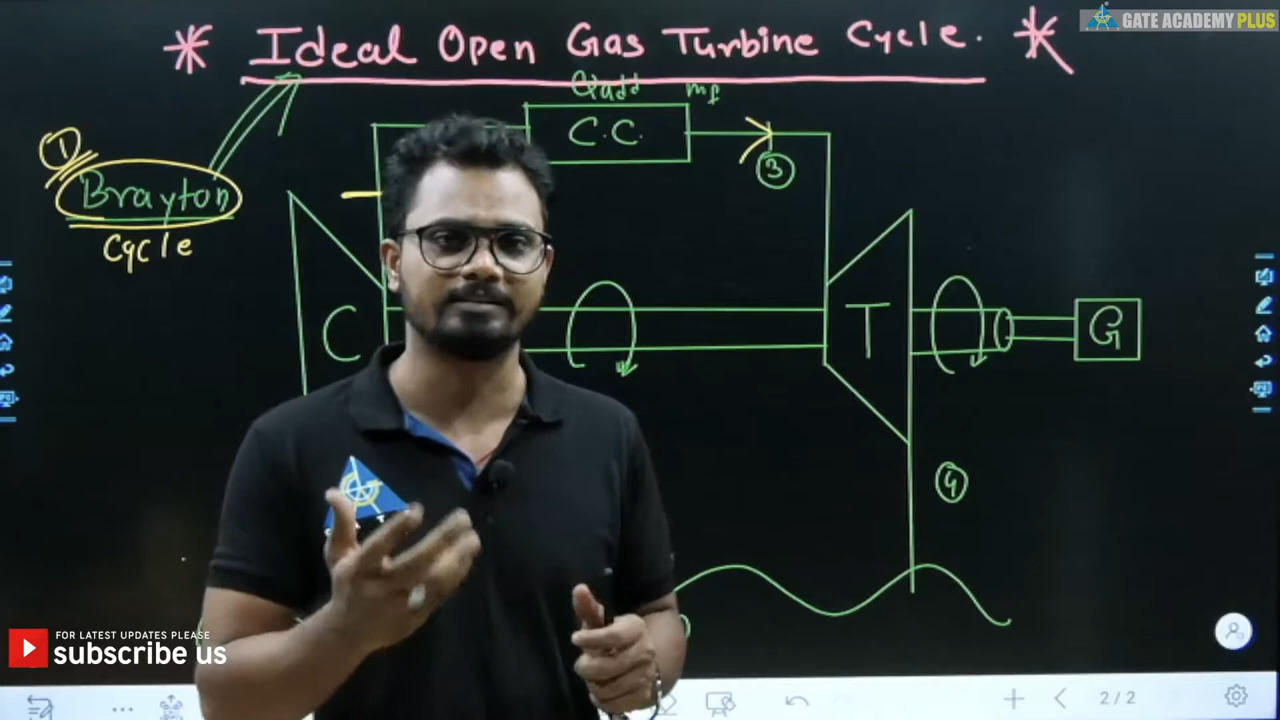 GATE ACADEMY PLUS
* Ideal Open Gas Turbine Cycle. *
Qadd
mf
C.C.
3
1
Brayton
Cycle
C
T
G
4
FOR LATEST UPDATES PLEASE
subscribe us
2/2